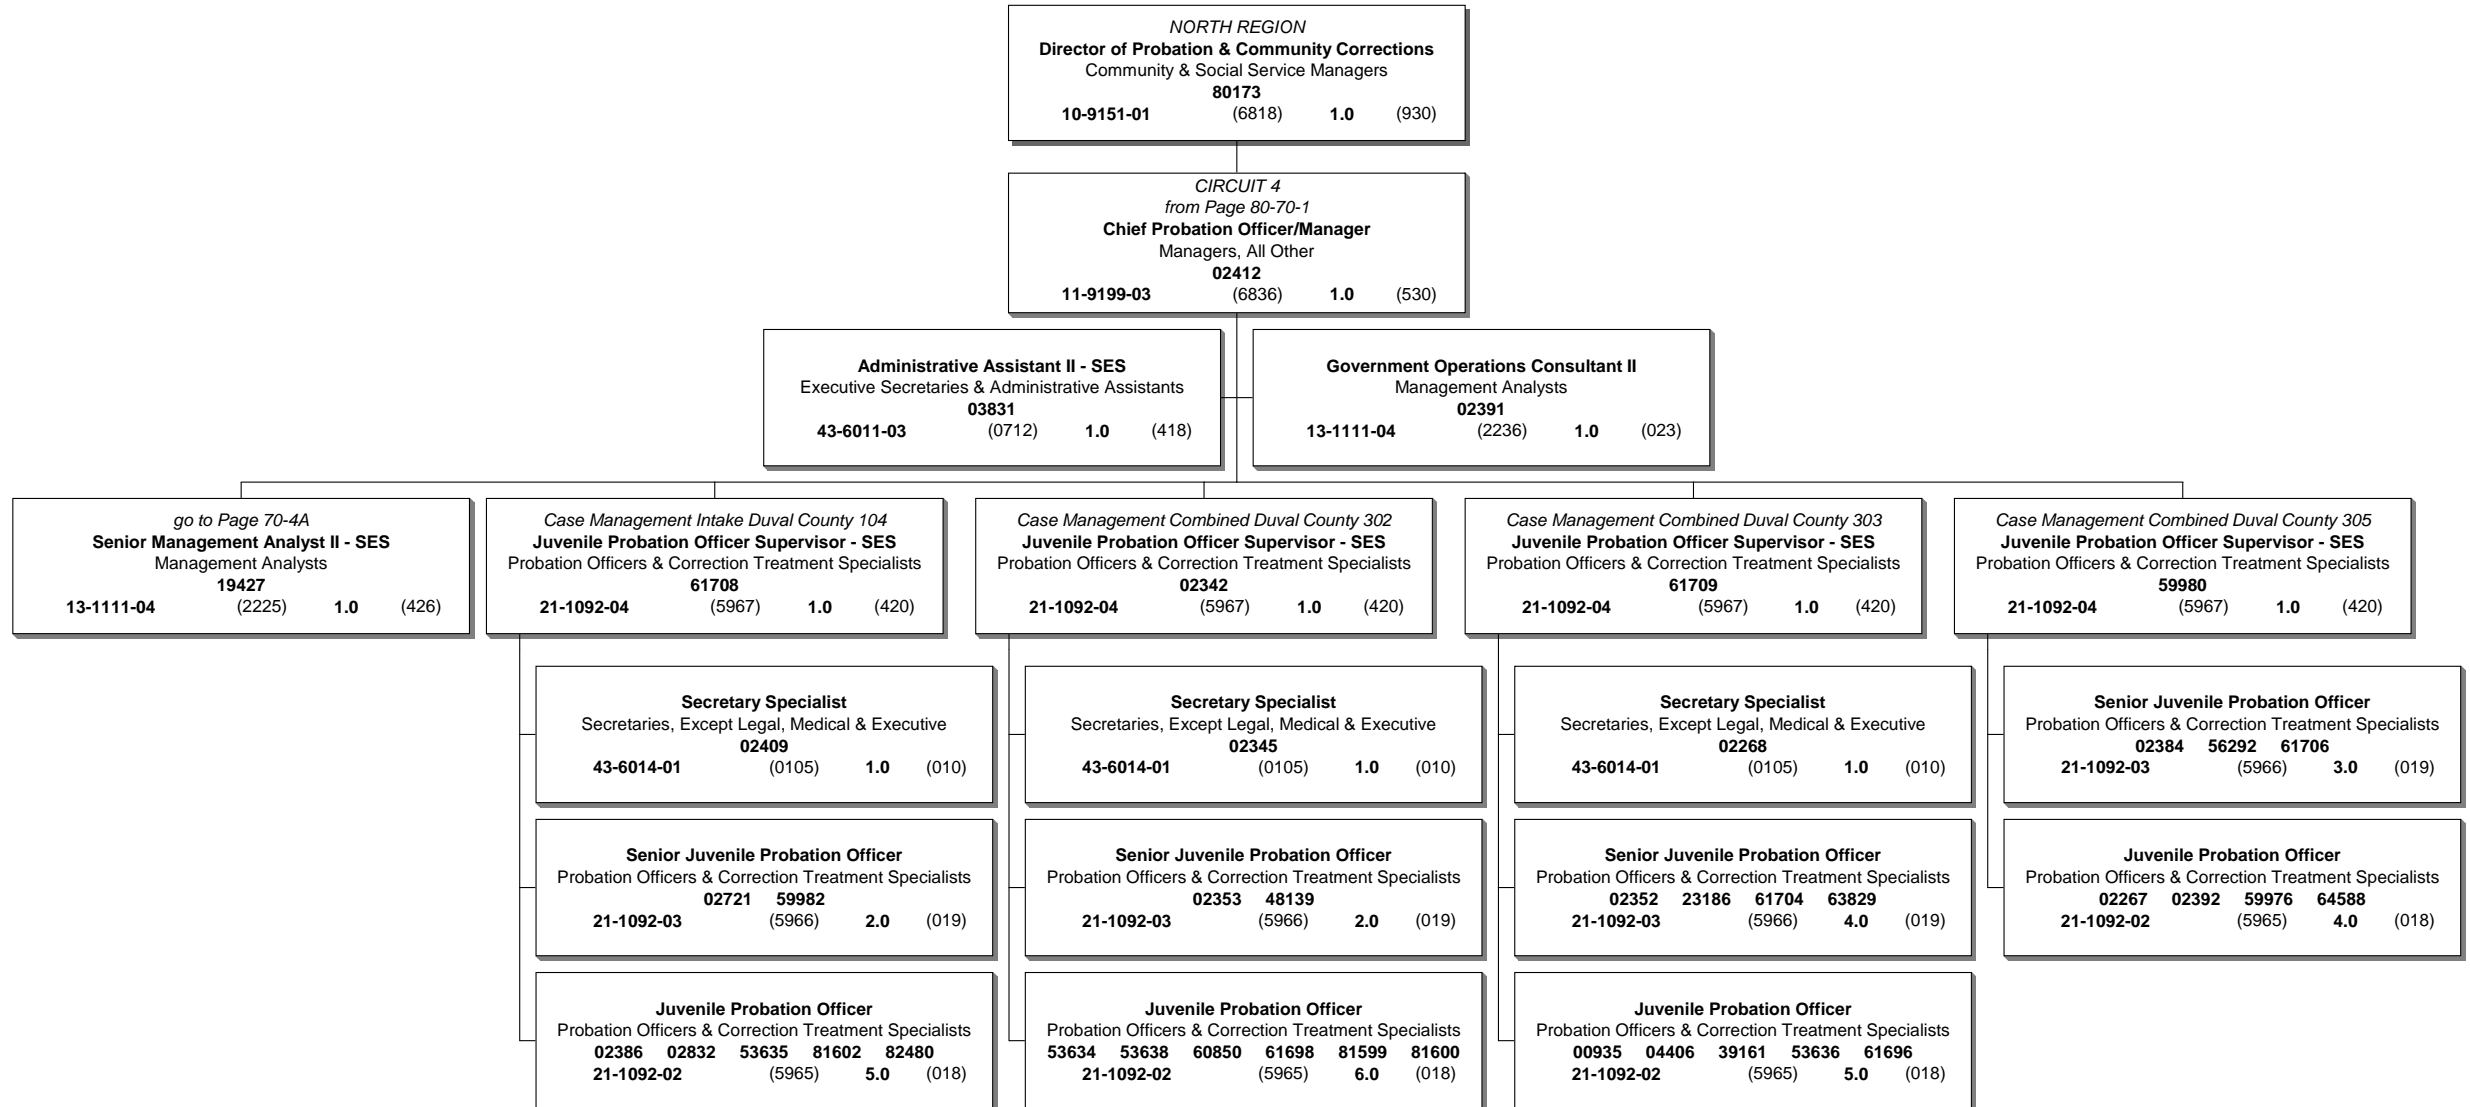 NORTH REGION
Director of Probation & Community Corrections
Community & Social Service Managers
80173
10-9151-01 (6818) 1.0 (930)
CIRCUIT 4
from Page 80-70-1
Chief Probation Officer/Manager
Managers, All Other
02412
11-9199-03 (6836) 1.0 (530)
Administrative Assistant II - SES
Executive Secretaries & Administrative Assistants
03831
43-6011-03 (0712) 1.0 (418)
Government Operations Consultant II
Management Analysts
02391
13-1111-04 (2236) 1.0 (023)
go to Page 70-4A
Senior Management Analyst II - SES
Management Analysts
19427
13-1111-04 (2225) 1.0 (426)
Case Management Intake Duval County 104
Juvenile Probation Officer Supervisor - SES
Probation Officers & Correction Treatment Specialists
61708
21-1092-04 (5967) 1.0 (420)
Case Management Combined Duval County 302
Juvenile Probation Officer Supervisor - SES
Probation Officers & Correction Treatment Specialists
02342
21-1092-04 (5967) 1.0 (420)
Case Management Combined Duval County 303
Juvenile Probation Officer Supervisor - SES
Probation Officers & Correction Treatment Specialists
61709
21-1092-04 (5967) 1.0 (420)
Case Management Combined Duval County 305
Juvenile Probation Officer Supervisor - SES
Probation Officers & Correction Treatment Specialists
59980
21-1092-04 (5967) 1.0 (420)
Secretary Specialist
Secretaries, Except Legal, Medical & Executive
02409
43-6014-01 (0105) 1.0 (010)
Secretary Specialist
Secretaries, Except Legal, Medical & Executive
02345
43-6014-01 (0105) 1.0 (010)
Secretary Specialist
Secretaries, Except Legal, Medical & Executive
02268
43-6014-01 (0105) 1.0 (010)
Senior Juvenile Probation Officer
Probation Officers & Correction Treatment Specialists
02384 56292 61706
21-1092-03 (5966) 3.0 (019)
Senior Juvenile Probation Officer
Probation Officers & Correction Treatment Specialists
02721 59982
21-1092-03 (5966) 2.0 (019)
Senior Juvenile Probation Officer
Probation Officers & Correction Treatment Specialists
02353 48139
21-1092-03 (5966) 2.0 (019)
Senior Juvenile Probation Officer
Probation Officers & Correction Treatment Specialists
02352 23186 61704 63829
21-1092-03 (5966) 4.0 (019)
Juvenile Probation Officer
Probation Officers & Correction Treatment Specialists
02267 02392 59976 64588
21-1092-02 (5965) 4.0 (018)
Juvenile Probation Officer
Probation Officers & Correction Treatment Specialists
02386 02832 53635 81602 82480
21-1092-02 (5965) 5.0 (018)
Juvenile Probation Officer
Probation Officers & Correction Treatment Specialists
53634 53638 60850 61698 81599 81600
21-1092-02 (5965) 6.0 (018)
Juvenile Probation Officer
Probation Officers & Correction Treatment Specialists
00935 04406 39161 53636 61696
21-1092-02 (5965) 5.0 (018)